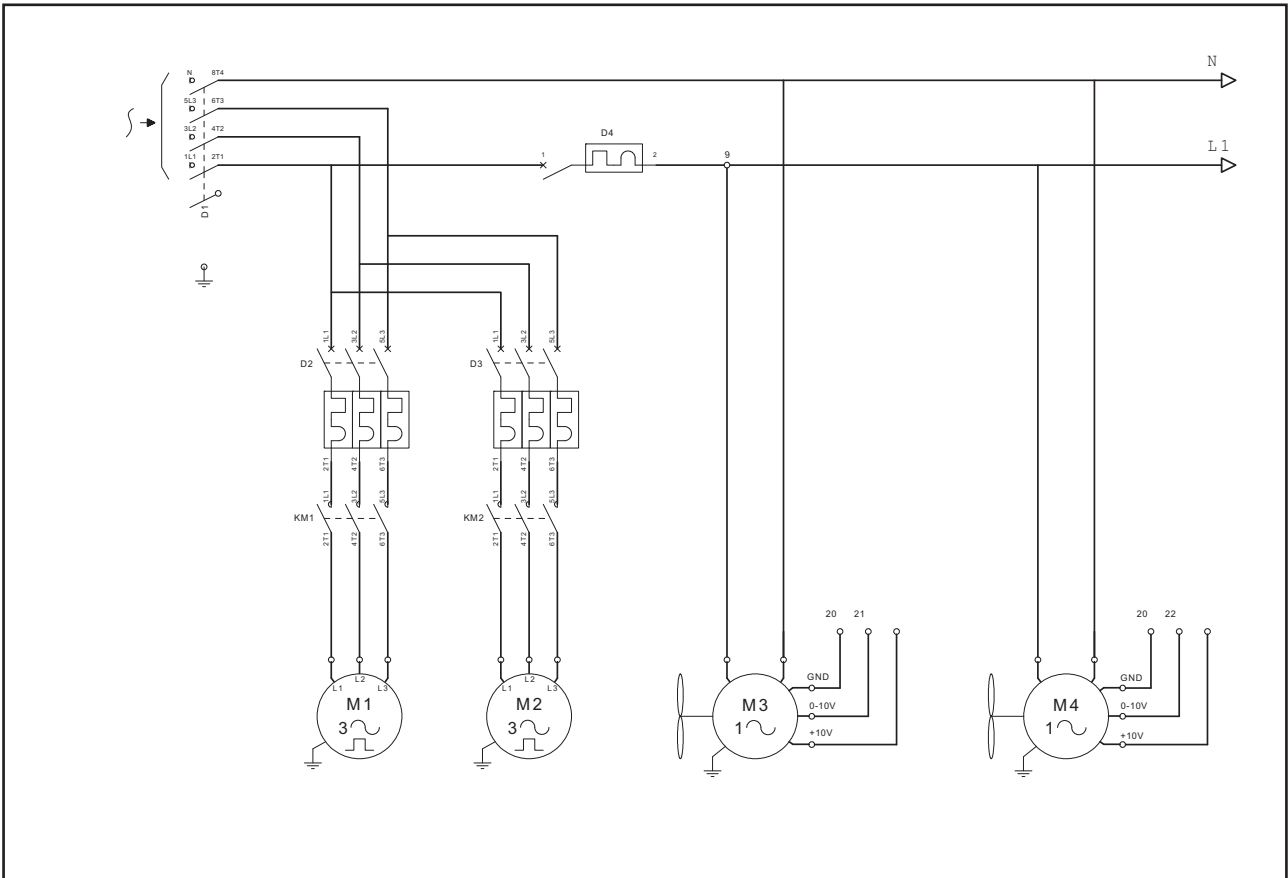 N
N 8T4
5L3 6T3
3L2 4T2
D4
L1
1L1 2T1
1 2 9
D1
1L1 3L2 5L3
1L1 3L2 5L3
D2
D3
2T1 4T2 6T3
2T1 4T2 6T3
1L1 3L2 5L3
1L1 3L2 5L3
KM1
KM2
2T1 4T2 6T3
2T1 4T2 6T3
20 21
20 22
L1 L2 L3
L1 L2 L3
GND
GND
M1
M2
M3
M4
0-10V
0-10V
3
3
1
1
+10V
+10V